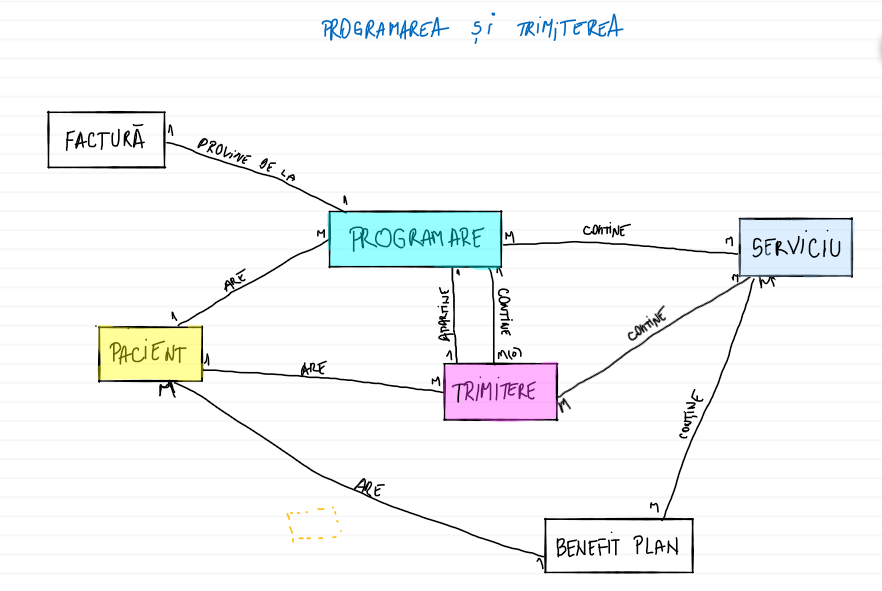 PROGRAMAREA ȘI TRIMITEREA
FACTURĂ
1
PROVINE DE LA
1
M
PROGRAMARE
M
CONTINE
1
SERVICIU
ARE
1
APARTINE
CONTINE
1
1
M
CONTINE
PACIENT
1
ARE
M
1
M(0)
TRIMITERE
M
M
ARE
CONTINE
M
BENEFIT PLAN
1